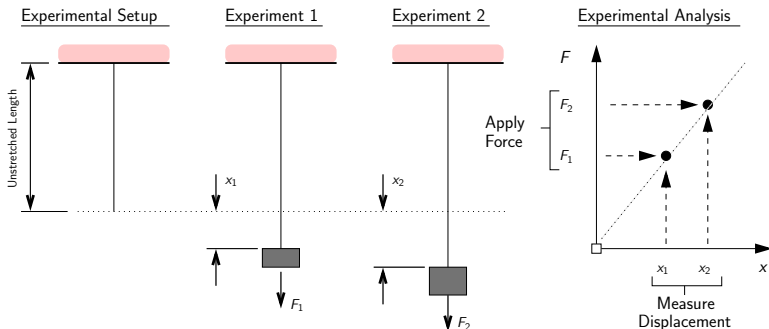 Experimental Setup
Experiment 1
Experiment 2
Experimental Analysis
Unstretched Length
x₁
x₂
F₁
F₂
F
Apply
Force
F₂
F₁
x₁
x₂
x
Measure
Displacement